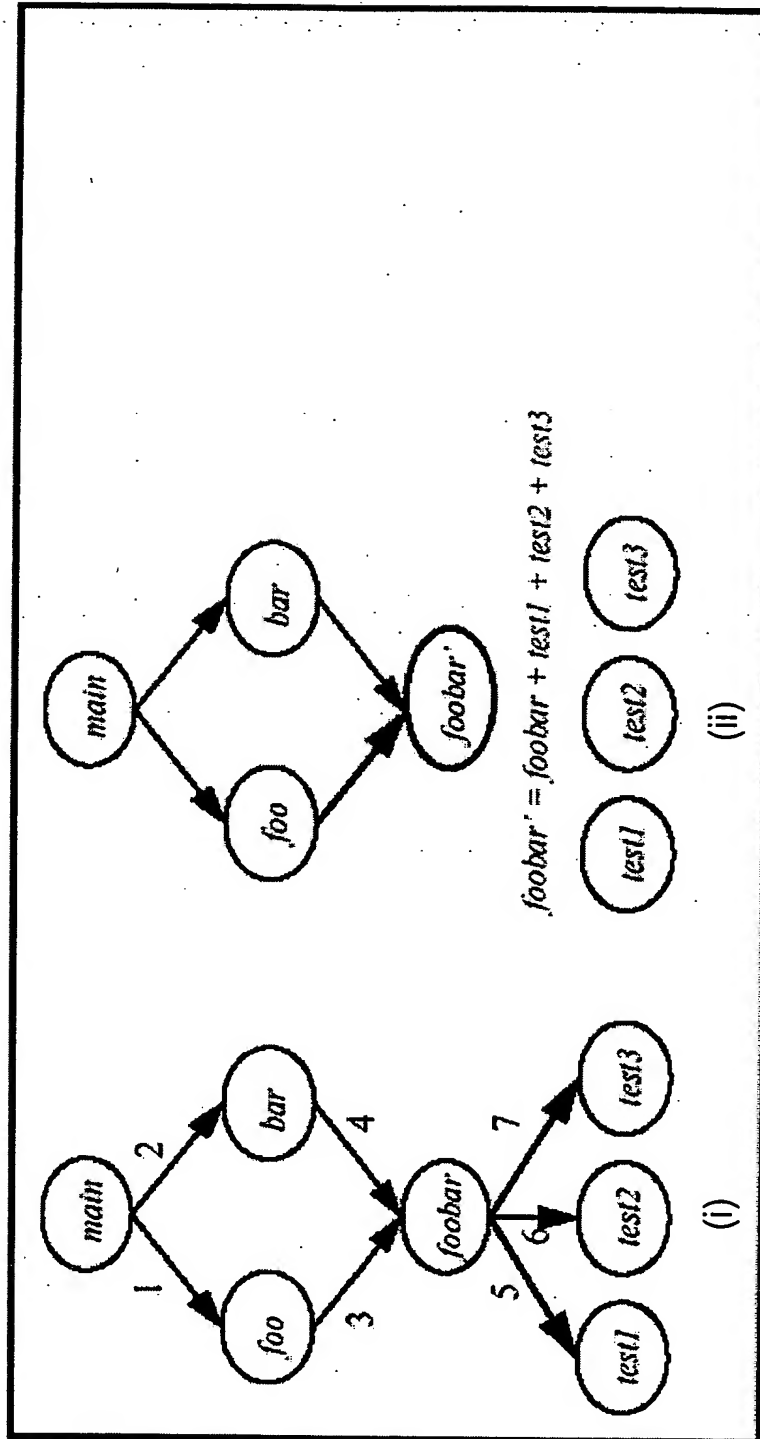 main
1
2
foo
bar
3
4
foobar
5
6
7
test1
test2
test3
(i)
main
foo
bar
foobar'
foobar' = foobar + test1 + test2 + test3
test1
test2
test3
(ii)